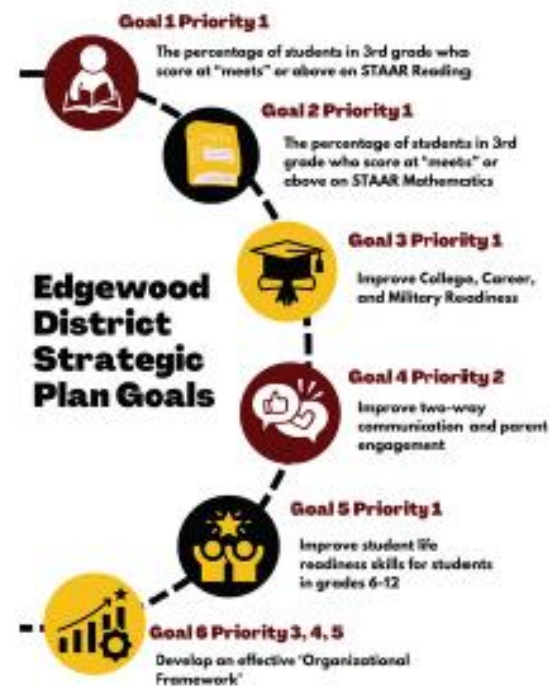 Goal 1 Priority 1
The percentage of students in 3rd grade who
score at "meets" or above on STAAR Reading
Goal 2 Priority 1
The percentage of students in 3rd
grade who score at "meets" or
above on STAAR Mathematics
Goal 3 Priority 1
Improve College, Career,
and Military Readiness
Edgewood
District
Strategic
Plan Goals
Goal 4 Priority 2
Improve two-way
communication and parent
engagement
Goal 5 Priority 1
Improve student life
readiness skills for students
in grades 6-12
Goal 6 Priority 3, 4, 5
Develop an effective "Organizational
Framework"